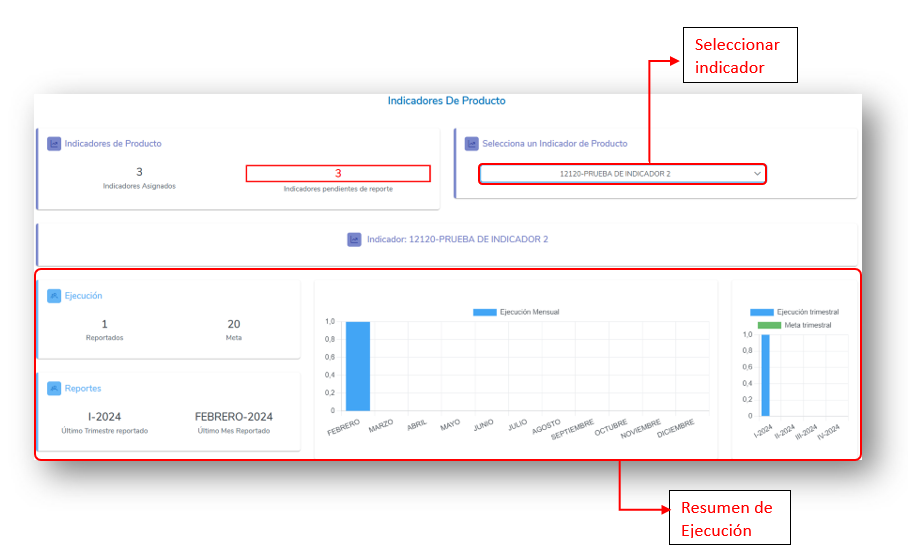 Seleccionar
indicador
Indicadores De Producto
Indicadores de Producto
3
Indicadores Asignados
3
Indicadores pendientes de reporte
Selecciona un Indicador de Producto
12120-PRUEBA DE INDICADOR 2
Indicador: 12120-PRUEBA DE INDICADOR 2
Ejecución
1
Reportados
20
Meta
Reportes
I-2024
Último Trimestre reportado
FEBRERO-2024
Último Mes Reportado
Ejecución Mensual
1,0
0,8
0,6
0,4
0,2
0
FEBRERO
MARZO
ABRIL
MAYO
JUNIO
JULIO
AGOSTO
SEPTIEMBRE
OCTUBRE
NOVIEMBRE
DICIEMBRE
Ejecución trimestral
Meta trimestral
1,0
0,8
0,6
0,4
0,2
0
I-2024
II-2024
III-2024
IV-2024
Resumen de
Ejecución